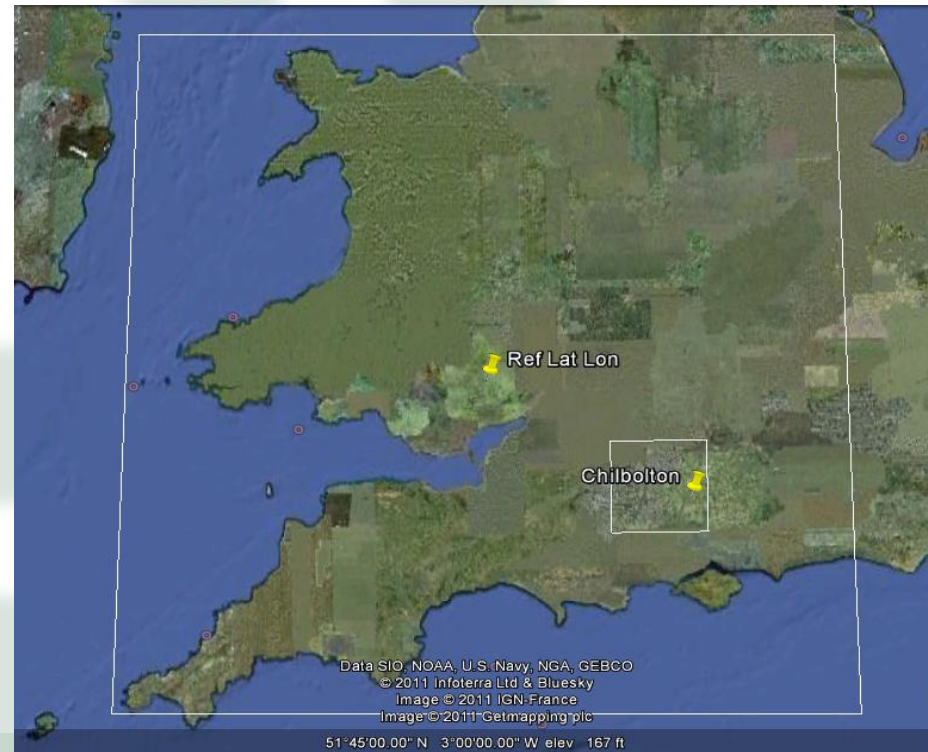 Ref Lat Lon
Chilbolton
Data SIO, NOAA, U.S. Navy, NGA, GEBCO
© 2011 Infoterra Ltd & Bluesky
Image © 2011 IGN-France
Image © 2011 Getmapping plc
51°45'00.00" N 3°00'00.00" W elev 167 ft